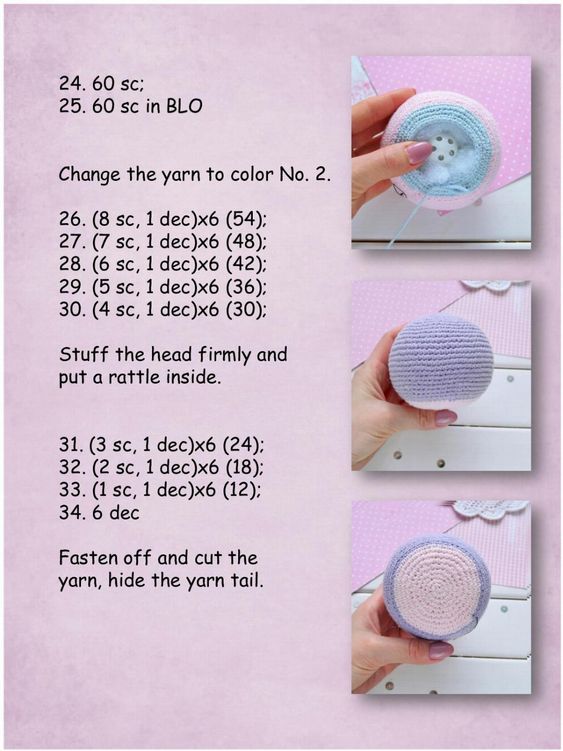 24. 60 sc;
25. 60 sc in BLO
Change the yarn to color No. 2.
26. (8 sc, 1 dec)x6 (54);
27. (7 sc, 1 dec)x6 (48);
28. (6 sc, 1 dec)x6 (42);
29. (5 sc, 1 dec)x6 (36);
30. (4 sc, 1 dec)x6 (30);
Stuff the head firmly and
put a rattle inside.
31. (3 sc, 1 dec)x6 (24);
32. (2 sc, 1 dec)x6 (18);
33. (1 sc, 1 dec)x6 (12);
34. 6 dec
Fasten off and cut the
yarn, hide the yarn tail.